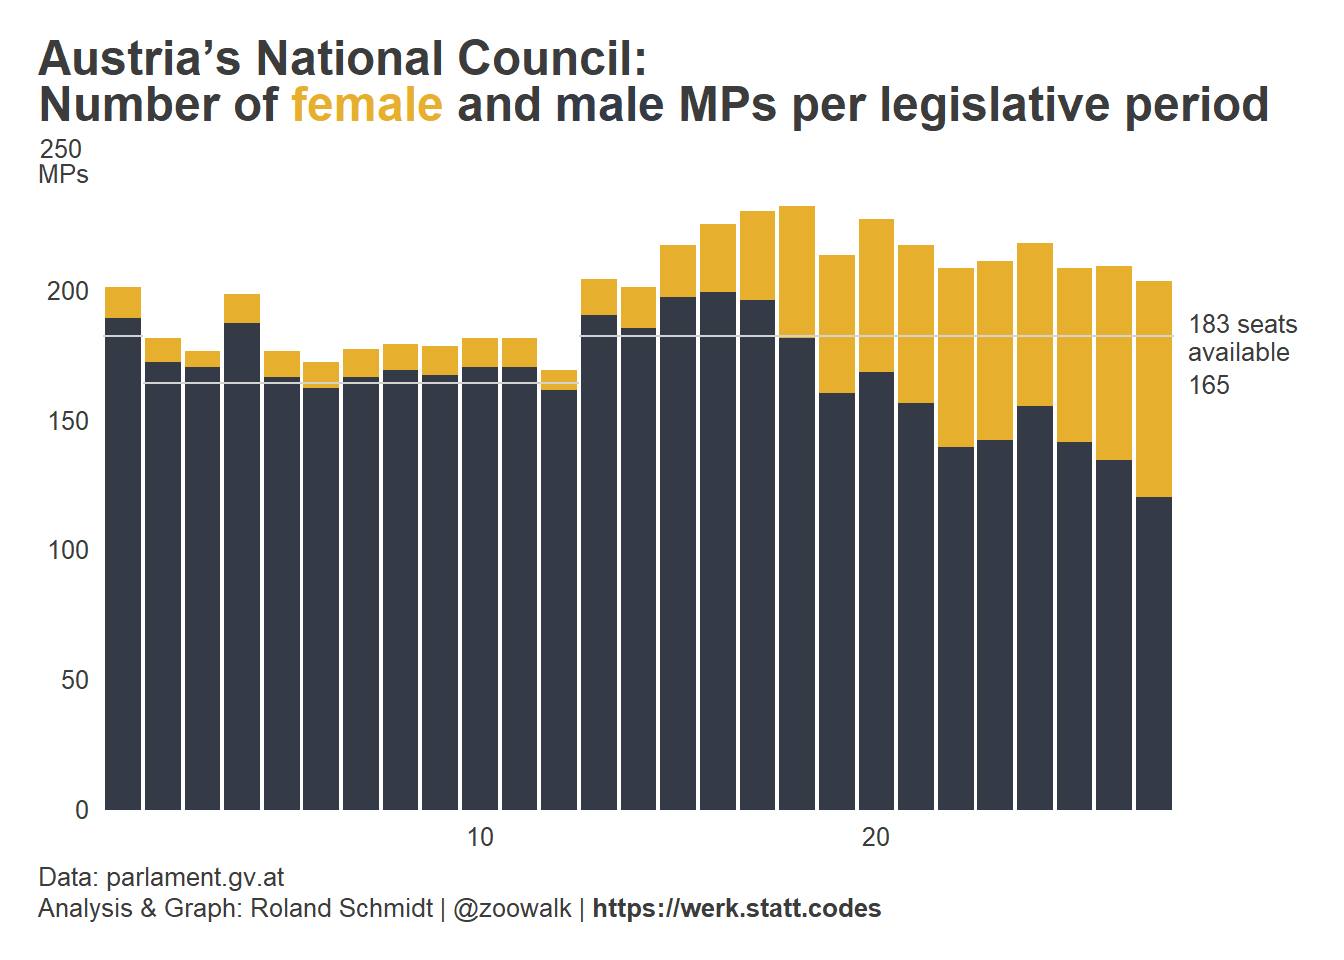 Austria’s National Council:
Number of female and male MPs per legislative period
250
MPs
200
150
100
50
0
183 seats
available
165
10
20
Data: parlament.gv.at
Analysis & Graph: Roland Schmidt | @zoowalk | https://werk.statt.codes